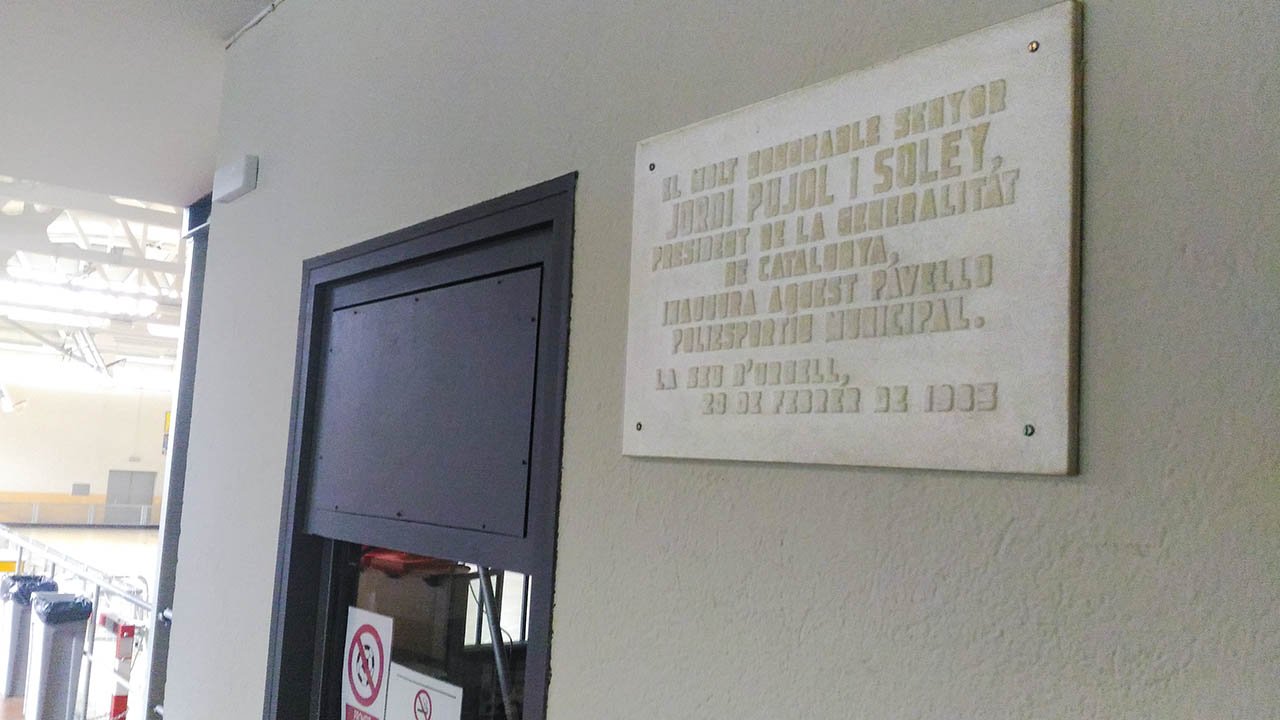 EL MOLT HONORABLE SENYOR
JORDI PUJOL I SOLEY,
PRESIDENT DE LA GENERALITAT
DE CATALUNYA,
INAUGURA AQUEST PAVELLO
POLIESPORTIU MUNICIPAL.
LA SEU D'URGELL,
DE FEBRER DE